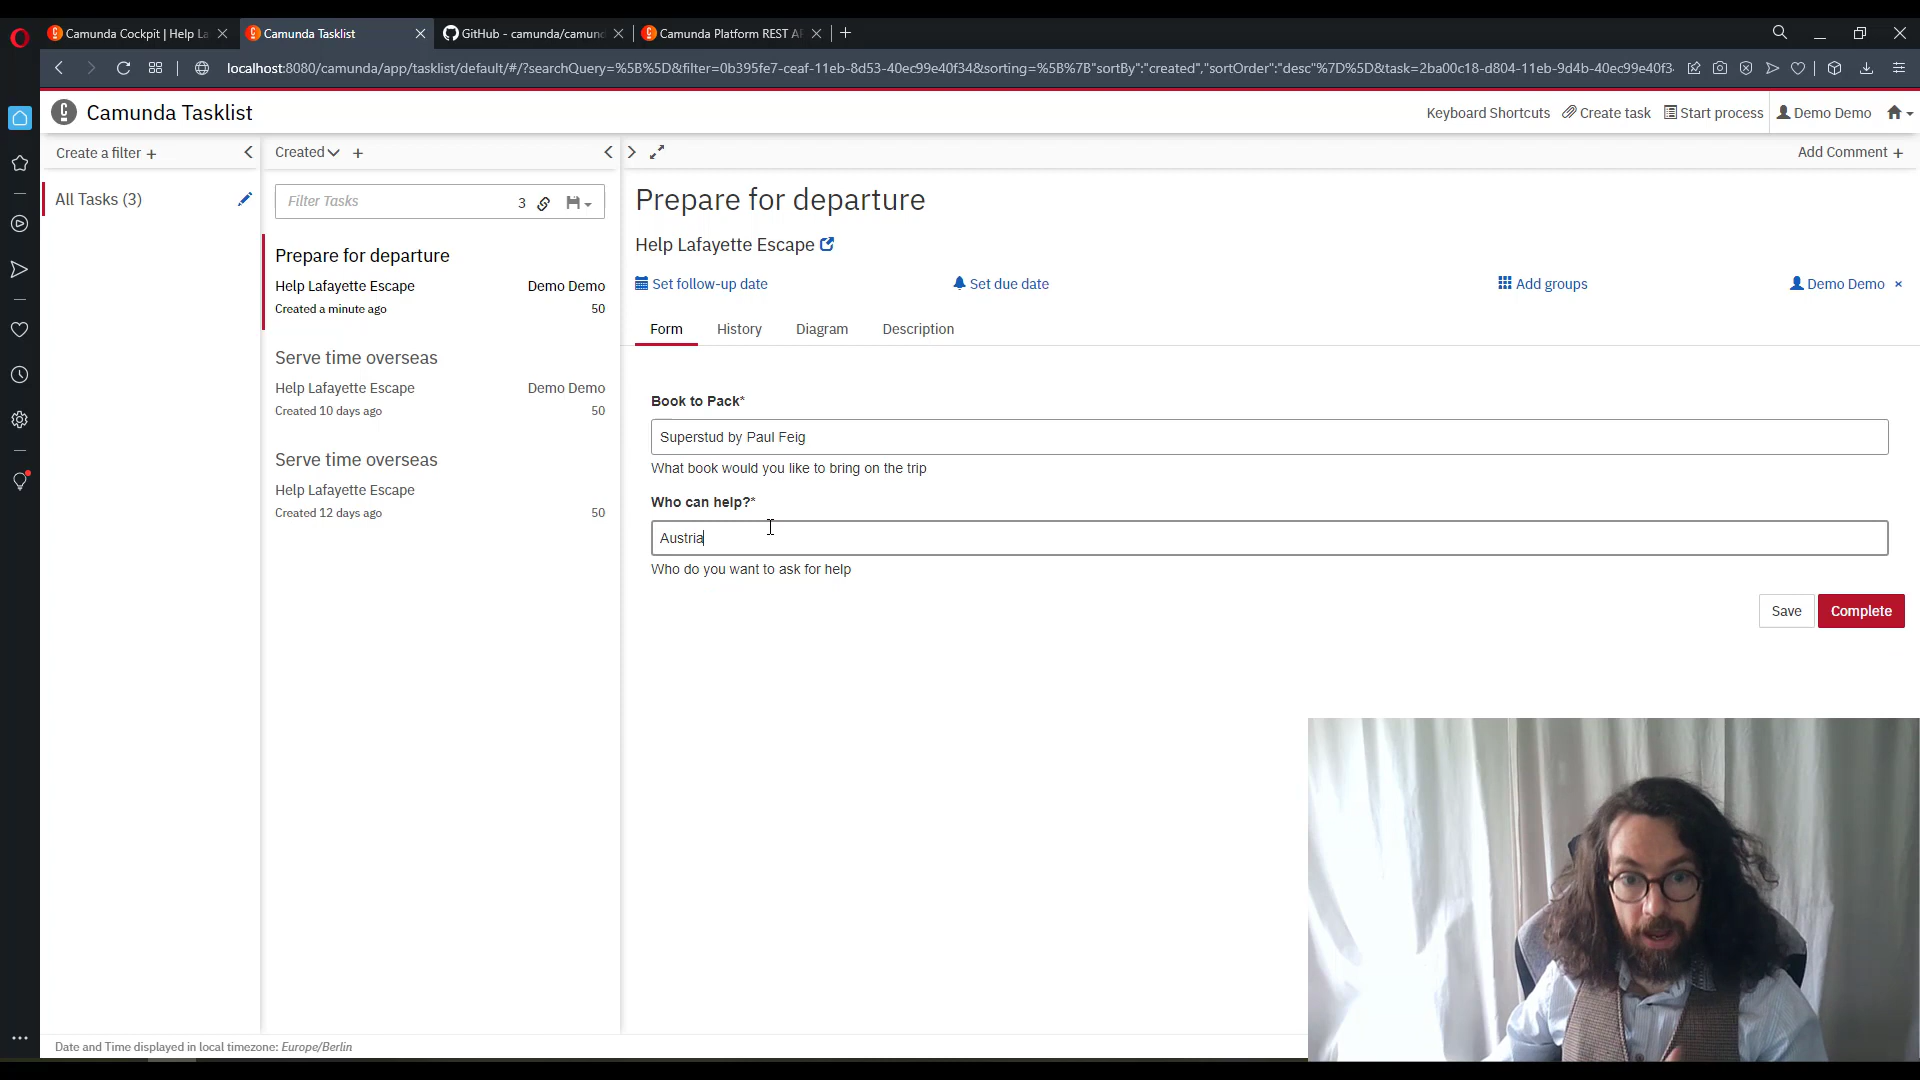 Camunda Cockpit | Help La
Camunda Tasklist
GitHub - camunda/camund
Camunda Platform REST AP
localhost:8080/camunda/app/tasklist/default/#/?searchQuery=%5B%5D&filter=0b395fe7-ceaf-11eb-8d53-40ec99e40f34&sorting=%5B%7B"sortBy":"created","sortOrder":"desc"%7D%5D&task=2ba00c18-d804-11eb-9d4b-40ec99e40f3
Camunda Tasklist
Keyboard Shortcuts
Create task
Start process
Demo Demo
Create a filter +
Created
+
Add Comment +
All Tasks (3)
Filter Tasks
3
Prepare for departure
Help Lafayette Escape
Demo Demo
Created a minute ago
50
Serve time overseas
Help Lafayette Escape
Demo Demo
Created 10 days ago
50
Serve time overseas
Help Lafayette Escape
Created 12 days ago
50
Prepare for departure
Help Lafayette Escape
Set follow-up date
Set due date
Add groups
Demo Demo ×
Form
History
Diagram
Description
Book to Pack*
Superstud by Paul Feig
What book would you like to bring on the trip
Who can help?*
Austria
Who do you want to ask for help
Save
Complete
Date and Time displayed in local timezone: Europe/Berlin